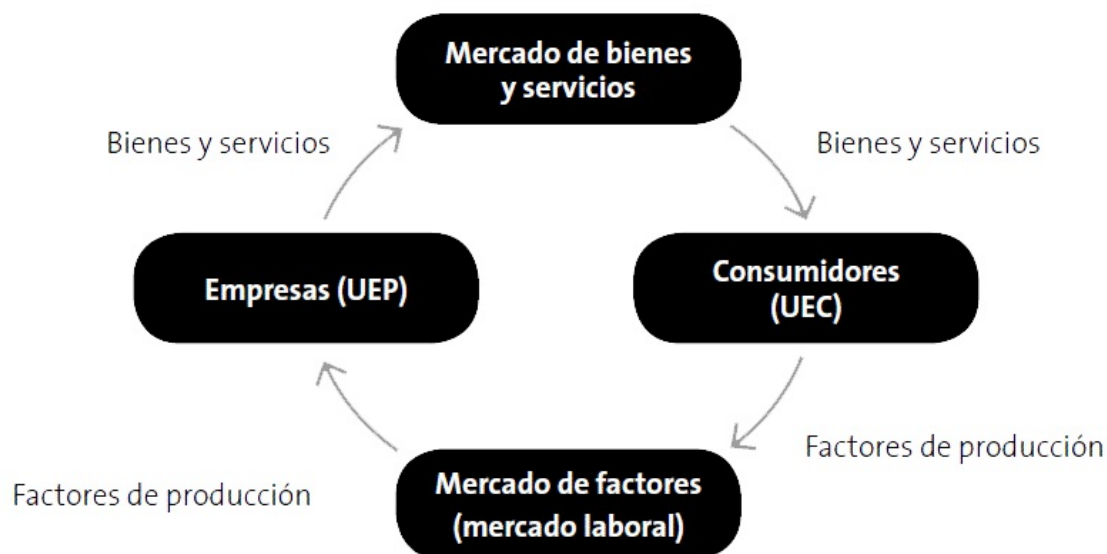 Mercado de bienes
y servicios
Bienes y servicios
Bienes y servicios
Empresas (UEP)
Consumidores
(UEC)
Factores de producción
Factores de producción
Mercado de factores
(mercado laboral)